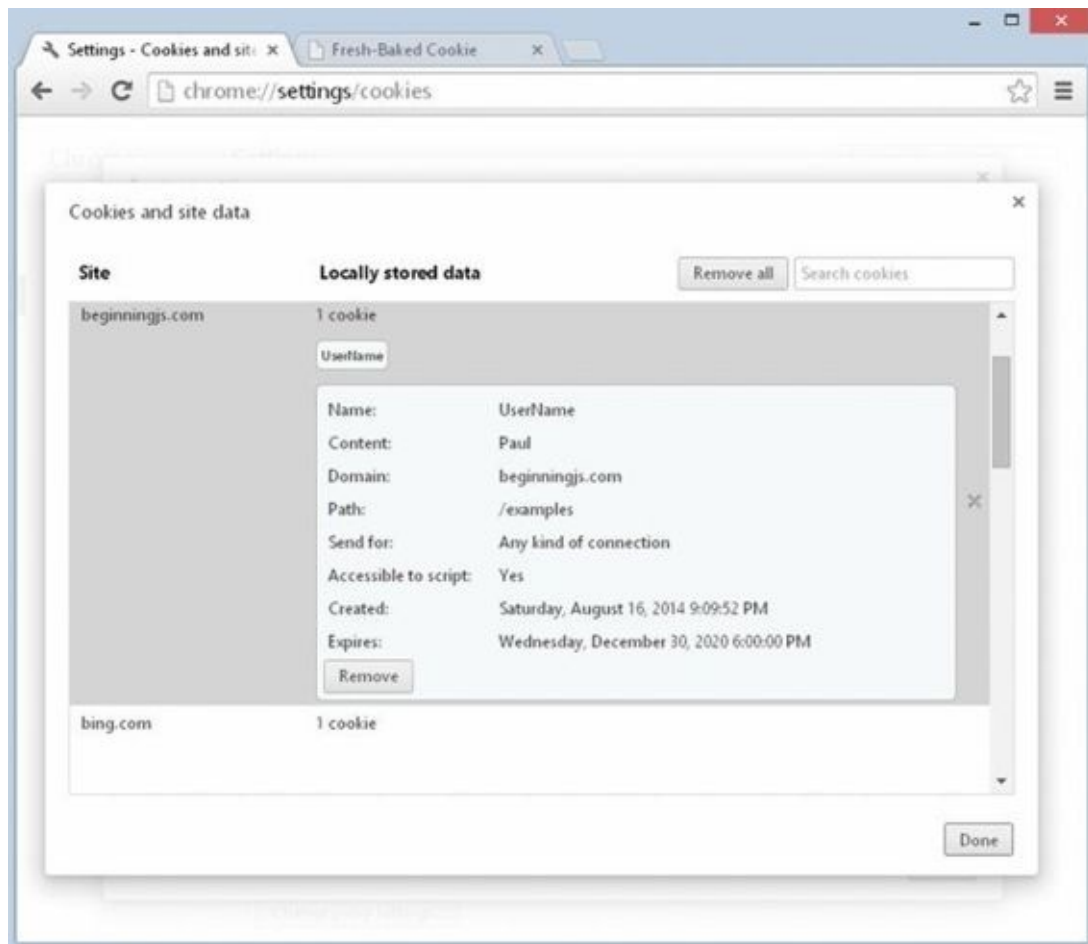 Settings - Cookies and sit
Fresh-Baked Cookie
chrome://settings/cookies
Cookies and site data
Site Locally stored data Remove all Search cookies
beginningjs.com 1 cookie
UserName
Name: UserName
Content: Paul
Domain: beginningjs.com
Path: /examples
Send for: Any kind of connection
Accessible to script: Yes
Created: Saturday, August 16, 2014 9:09:52 PM
Expires: Wednesday, December 30, 2020 6:00:00 PM
Remove
bing.com 1 cookie
Done